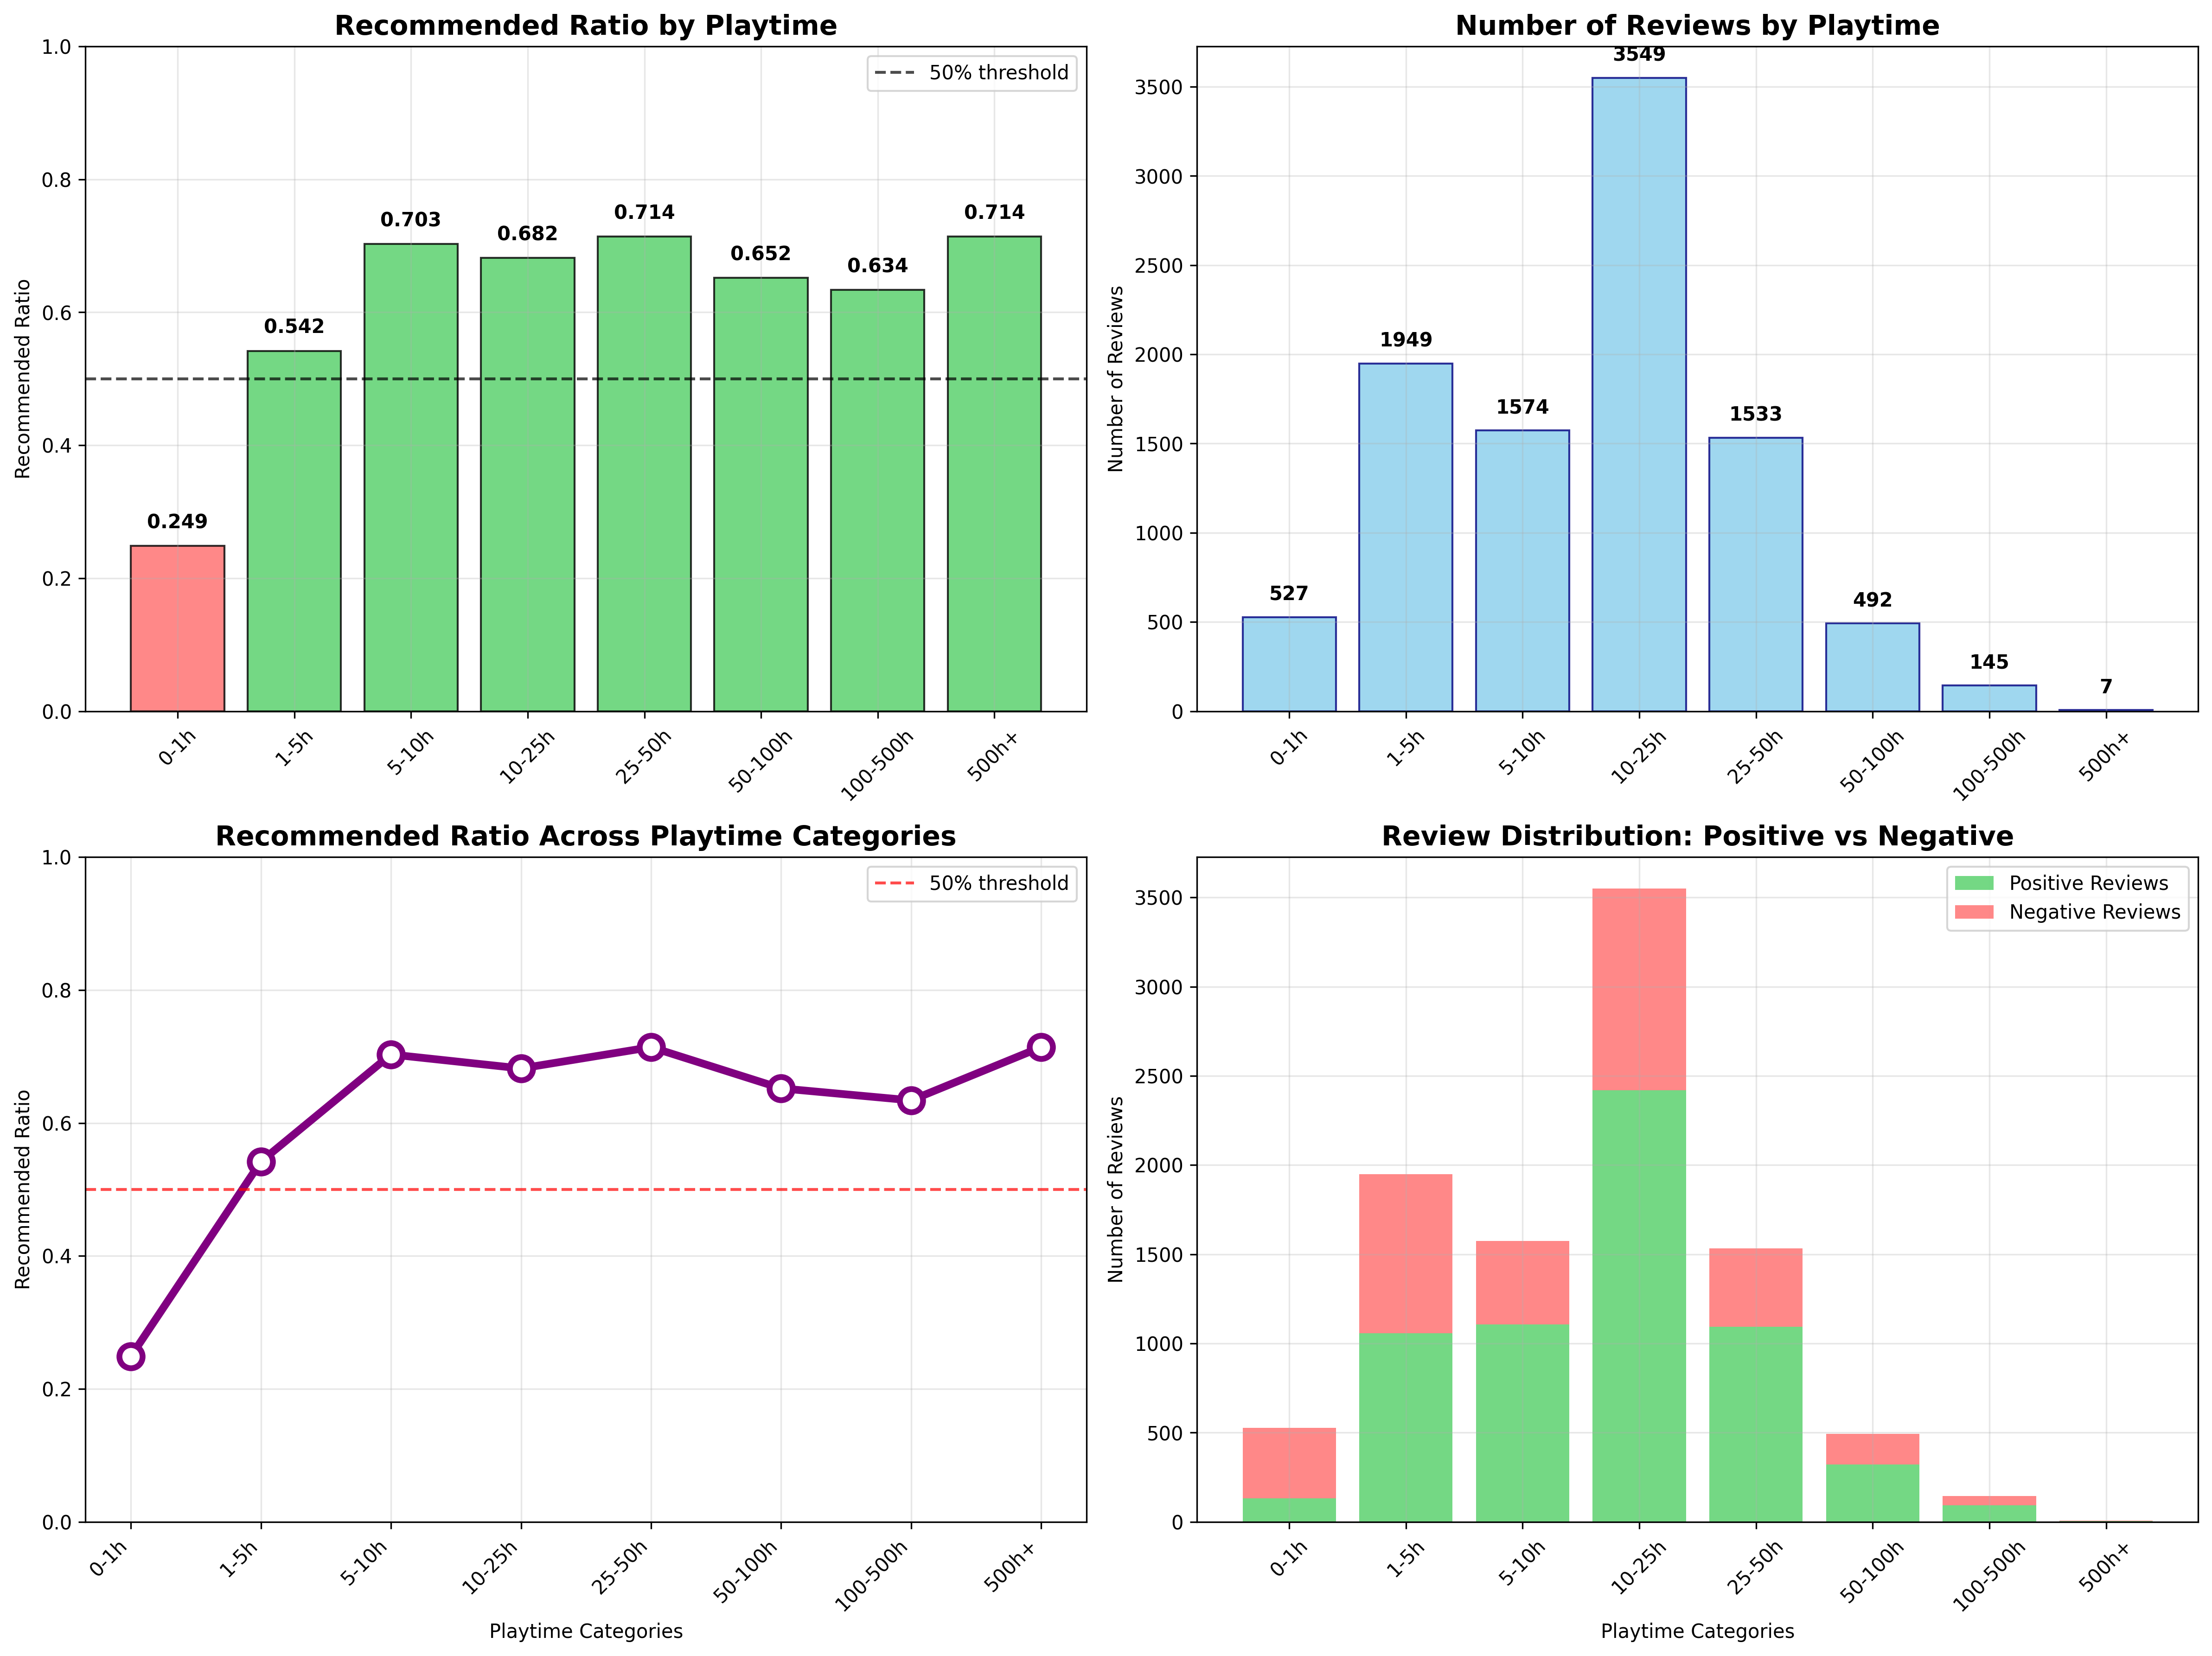 Recommended Ratio by Playtime
Recommended Ratio
1.0
0.8
0.6
0.4
0.2
0.0
50% threshold
0.249
0.542
0.703
0.682
0.714
0.652
0.634
0.714
0-1h
1-5h
5-10h
10-25h
25-50h
50-100h
100-500h
500h+
Number of Reviews by Playtime
Number of Reviews
3500
3000
2500
2000
1500
1000
500
0
527
1949
1574
3549
1533
492
145
7
0-1h
1-5h
5-10h
10-25h
25-50h
50-100h
100-500h
500h+
Recommended Ratio Across Playtime Categories
Recommended Ratio
1.0
0.8
0.6
0.4
0.2
0.0
50% threshold
0-1h
1-5h
5-10h
10-25h
25-50h
50-100h
100-500h
500h+
Playtime Categories
Review Distribution: Positive vs Negative
Number of Reviews
3500
3000
2500
2000
1500
1000
500
0
Positive Reviews
Negative Reviews
0-1h
1-5h
5-10h
10-25h
25-50h
50-100h
100-500h
500h+
Playtime Categories